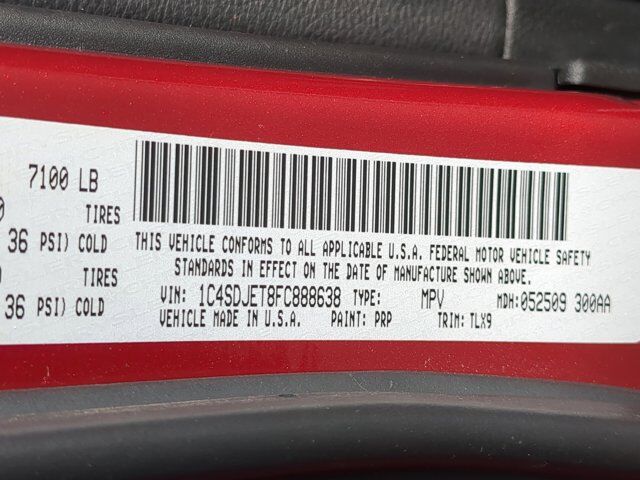 7100 LB
0 TIRES
36 PSI) COLD
0 TIRES
36 PSI) COLD
THIS VEHICLE CONFORMS TO ALL APPLICABLE U.S.A. FEDERAL MOTOR VEHICLE SAFETY
STANDARDS IN EFFECT ON THE DATE OF MANUFACTURE SHOWN ABOVE.
VIN: 1C4SDJET8FC888638 TYPE: MPV MDH: 052509 300AA
VEHICLE MADE IN U.S.A. PAINT: PRP TRIM: TLX9